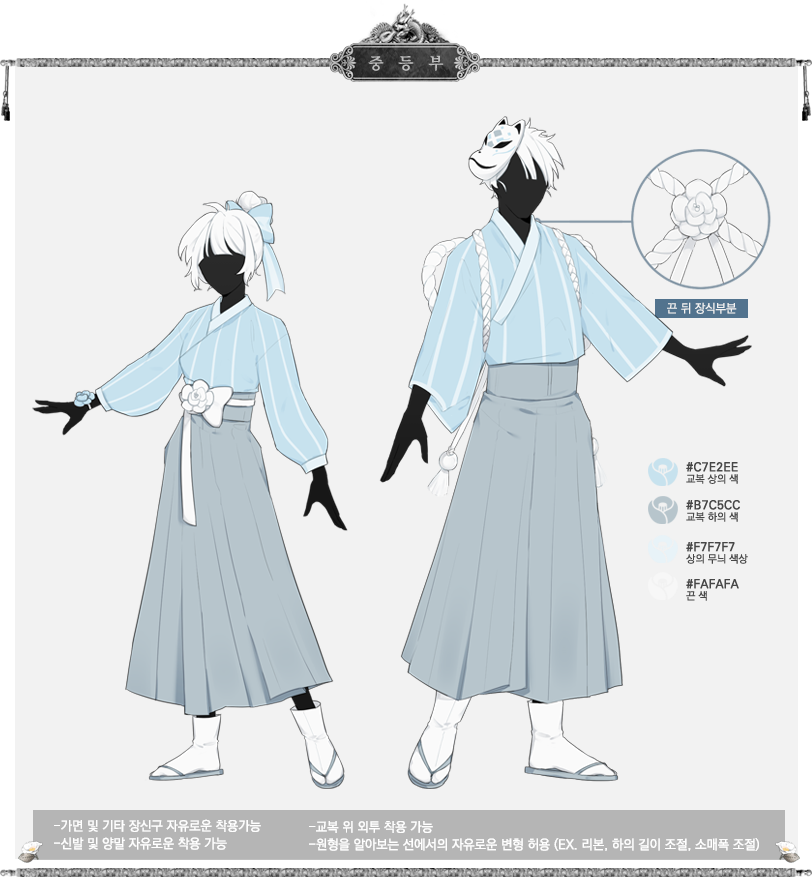 중등부
끈 뒤 장식부분
#C7E2EE
교복 상의 색
#B7C5CC
교복 하의 색
#F7F7F7
상의 무늬 색상
#FAFAFA
끈 색
-가면 및 기타 장신구 자유로운 착용가능
-신발 및 양말 자유로운 착용 가능
-교복 위 외투 착용 가능
-원형을 알아보는 선에서의 자유로운 변형 허용 (EX. 리본, 하의 길이 조절, 소매폭 조절)